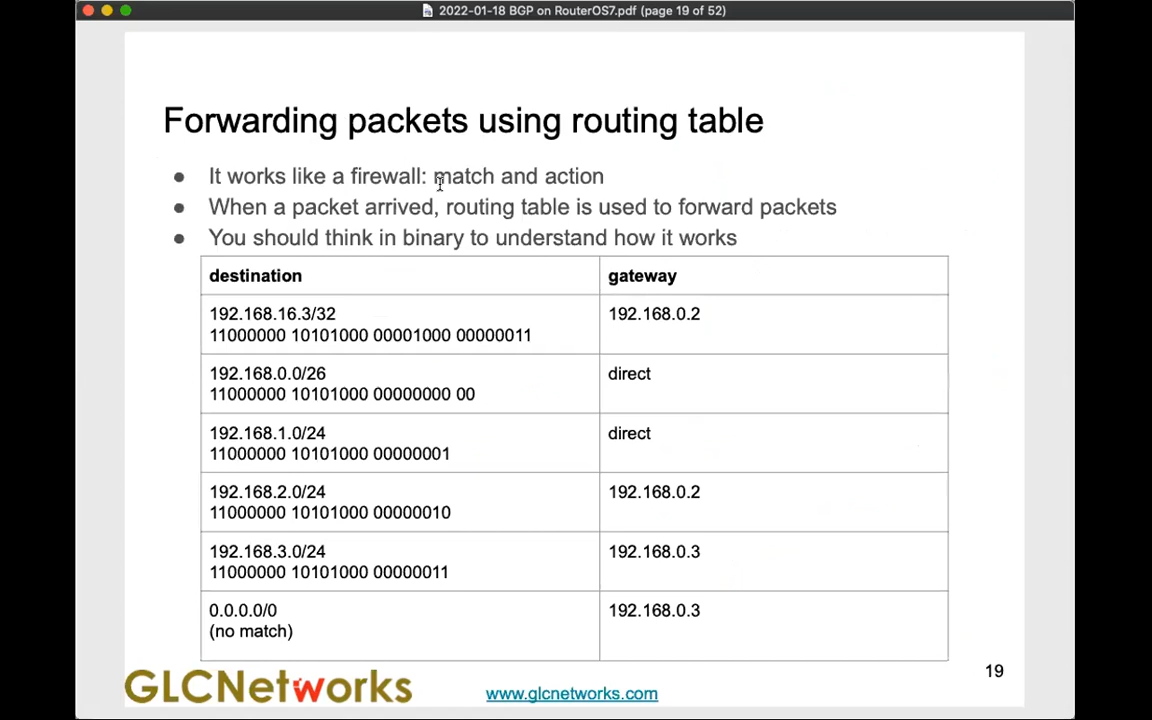 2022-01-18 BGP on RouterOS7.pdf (page 19 of 52)
Forwarding packets using routing table
● It works like a firewall: match and action
● When a packet arrived, routing table is used to forward packets
● You should think in binary to understand how it works
destination gateway
192.168.16.3/32 192.168.0.2
11000000 10101000 00001000 00000011
192.168.0.0/26 direct
11000000 10101000 00000000 00
192.168.1.0/24 direct
11000000 10101000 00000001
192.168.2.0/24 192.168.0.2
11000000 10101000 00000010
192.168.3.0/24 192.168.0.3
11000000 10101000 00000011
0.0.0.0/0 192.168.0.3
(no match)
19
GLCNetworks
www.glcnetworks.com